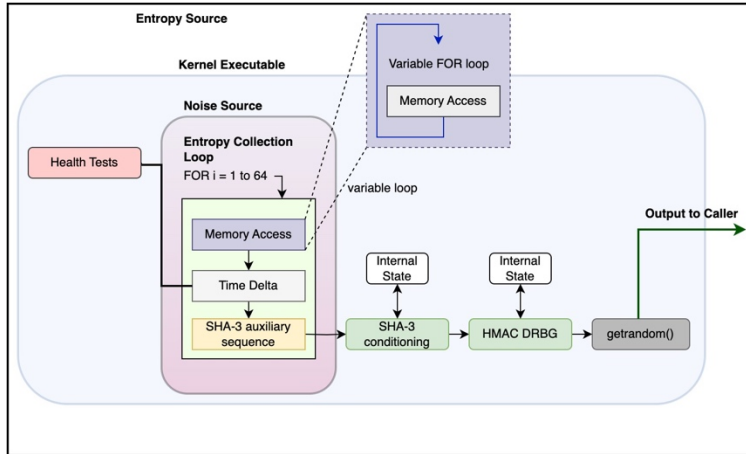 Entropy Source
Kernel Executable
Variable FOR loop
Memory Access
Noise Source
Entropy Collection
Loop
FOR i = 1 to 64
Health Tests
variable loop
Memory Access
Output to Caller
Time Delta
Internal
State
Internal
State
SHA-3 auxiliary
sequence
SHA-3
conditioning
HMAC DRBG
getrandom()